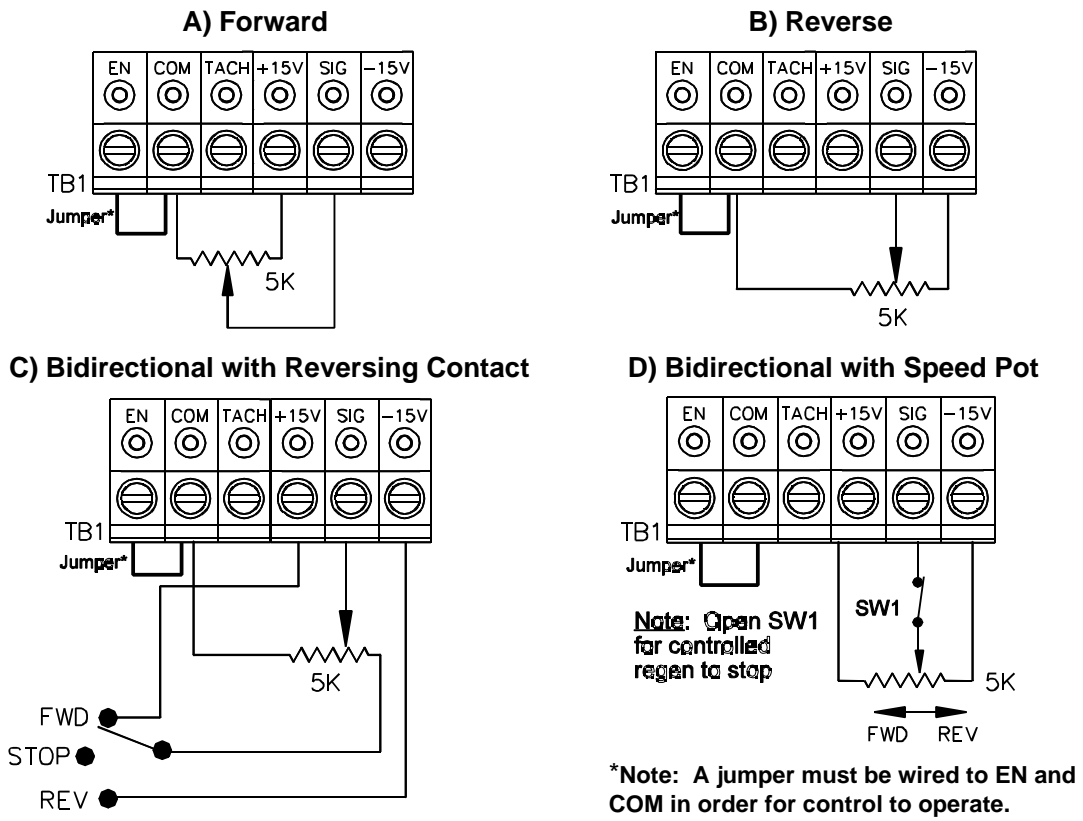 A) Forward
EN COM TACH +15V SIG -15V
TB1
Jumper*
5K
B) Reverse
EN COM TACH +15V SIG -15V
TB1
Jumper*
5K
C) Bidirectional with Reversing Contact
EN COM TACH +15V SIG -15V
TB1
Jumper*
5K
FWD
STOP
REV
D) Bidirectional with Speed Pot
EN COM TACH +15V SIG -15V
TB1
Jumper*
SW1
Note: Open SW1
for controlled
regen to stop
5K
FWD REV
*Note: A jumper must be wired to EN and
COM in order for control to operate.